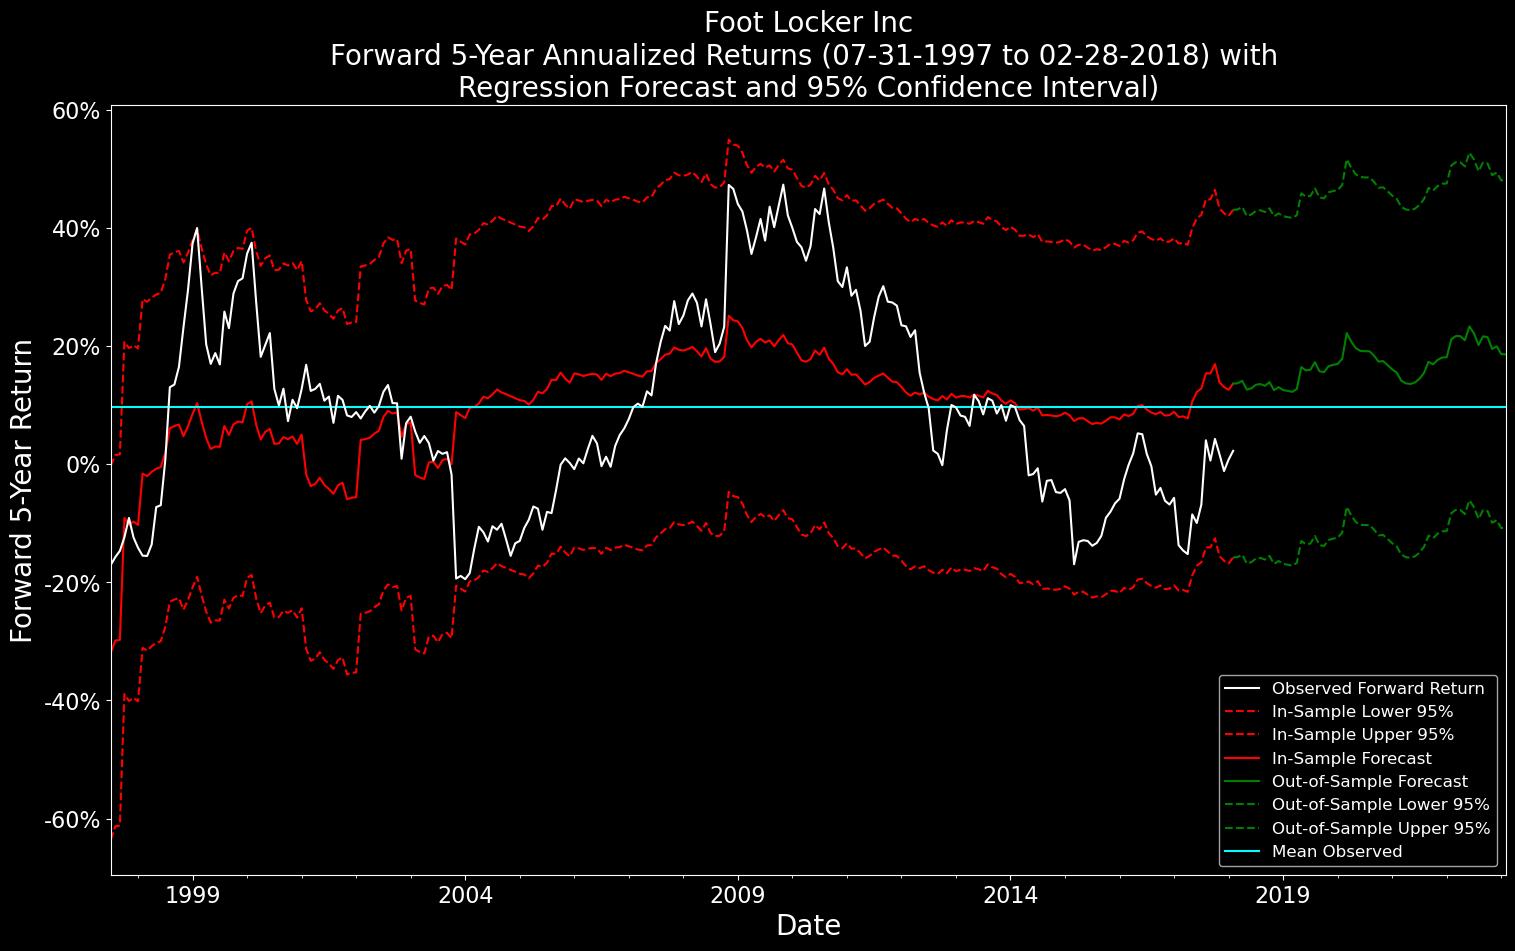 Foot Locker Inc
Forward 5-Year Annualized Returns (07-31-1997 to 02-28-2018) with
Regression Forecast and 95% Confidence Interval)
Forward 5-Year Return
60%
40%
20%
0%
-20%
-40%
-60%
Observed Forward Return
In-Sample Lower 95%
In-Sample Upper 95%
In-Sample Forecast
Out-of-Sample Forecast
Out-of-Sample Lower 95%
Out-of-Sample Upper 95%
Mean Observed
1999 2004 2009 2014 2019
Date